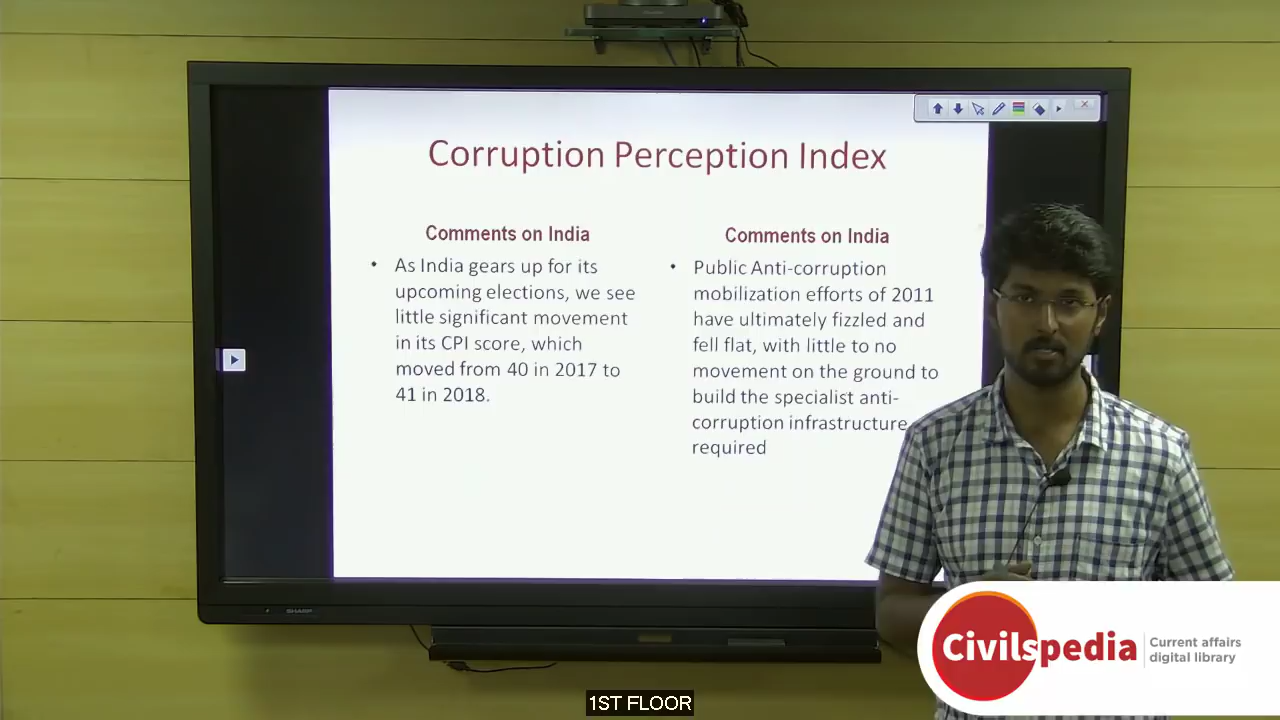 Corruption Perception Index
Comments on India
• As India gears up for its
upcoming elections, we see
little significant movement
in its CPI score, which
moved from 40 in 2017 to
41 in 2018.
Comments on India
• Public Anti-corruption
mobilization efforts of 2011
have ultimately fizzled and
fell flat, with little to no
movement on the ground to
build the specialist anti-
corruption infrastructure
required
SHARP
Civilspedia
Current affairs
digital library
1ST FLOOR